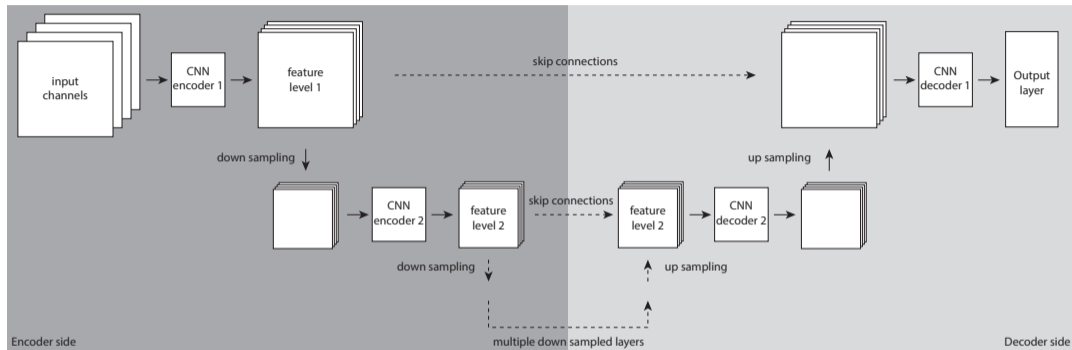 input
channels
CNN
encoder 1
feature
level 1
skip connections
CNN
decoder 1
Output
layer
down sampling
up sampling
CNN
encoder 2
feature
level 2
skip connections
feature
level 2
CNN
decoder 2
down sampling
up sampling
Encoder side
multiple down sampled layers
Decoder side